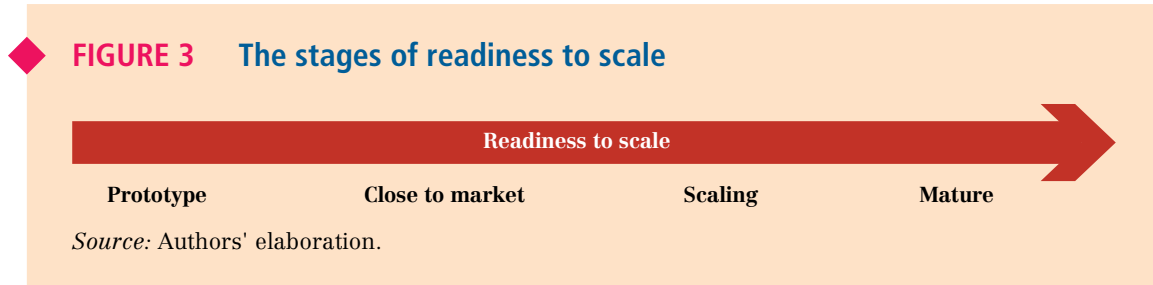 FIGURE 3 The stages of readiness to scale
Readiness to scale
Prototype Close to market Scaling Mature
Source: Authors' elaboration.